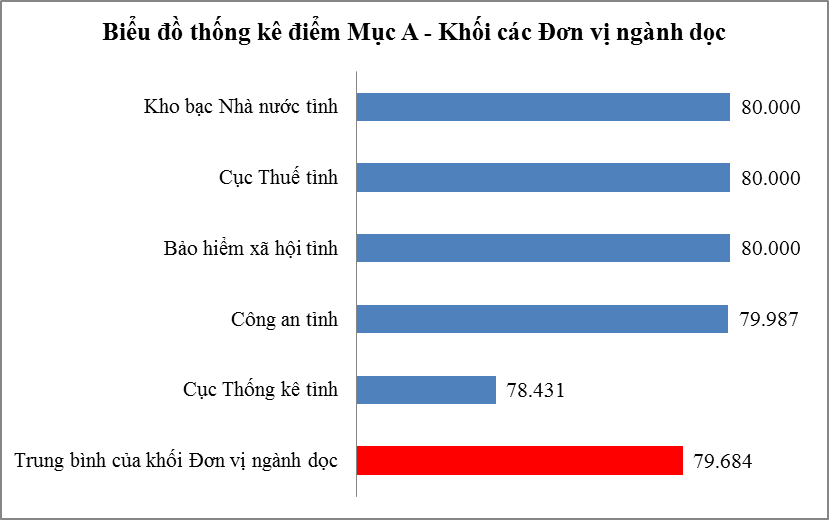 Biểu đồ thống kê điểm Mục A - Khối các Đơn vị ngành dọc
Kho bạc Nhà nước tỉnh 80.000
Cục Thuế tỉnh 80.000
Bảo hiểm xã hội tỉnh 80.000
Công an tỉnh 79.987
Cục Thống kê tỉnh 78.431
Trung bình của khối Đơn vị ngành dọc 79.684